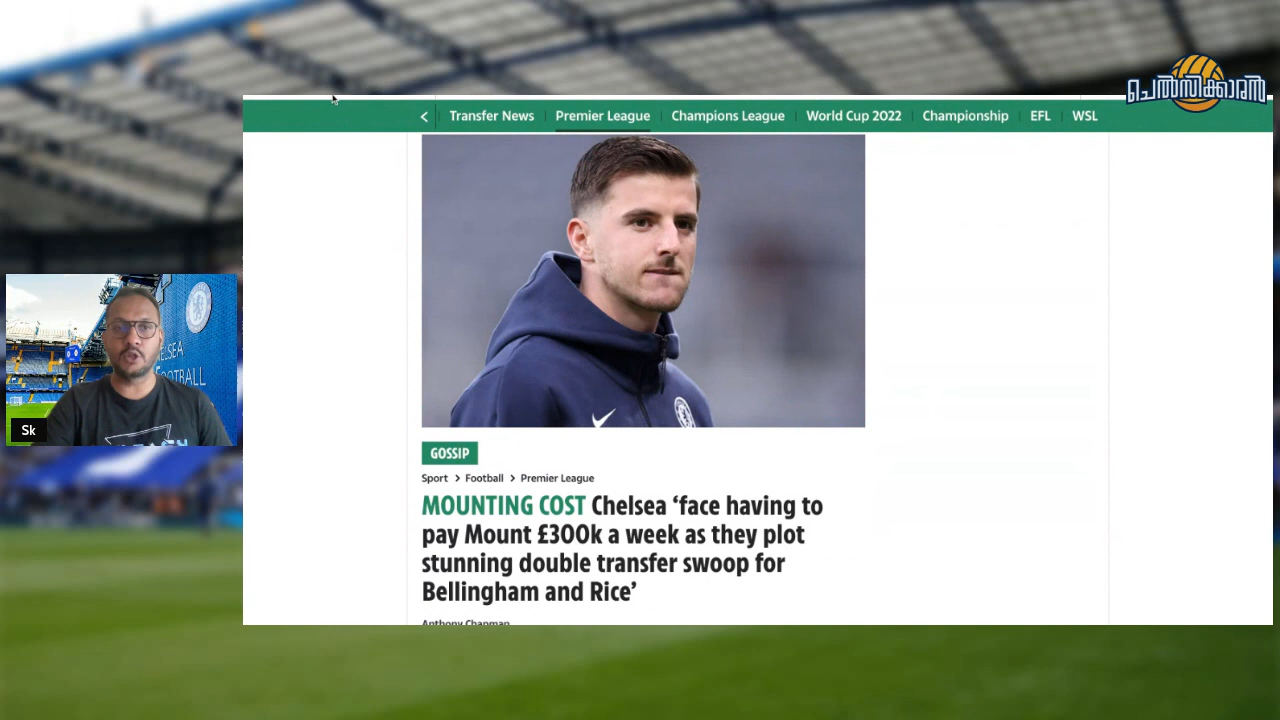 ചെൽസിക്കാരൻ
Transfer News
Premier League
Champions League
World Cup 2022
Championship
EFL
WSL
CHELSEA
FOOTBALL
Sk
GOSSIP
Sport > Football > Premier League
MOUNTING COST Chelsea ‘face having to
pay Mount £300k a week as they plot
stunning double transfer swoop for
Bellingham and Rice’
Anthony Chapman